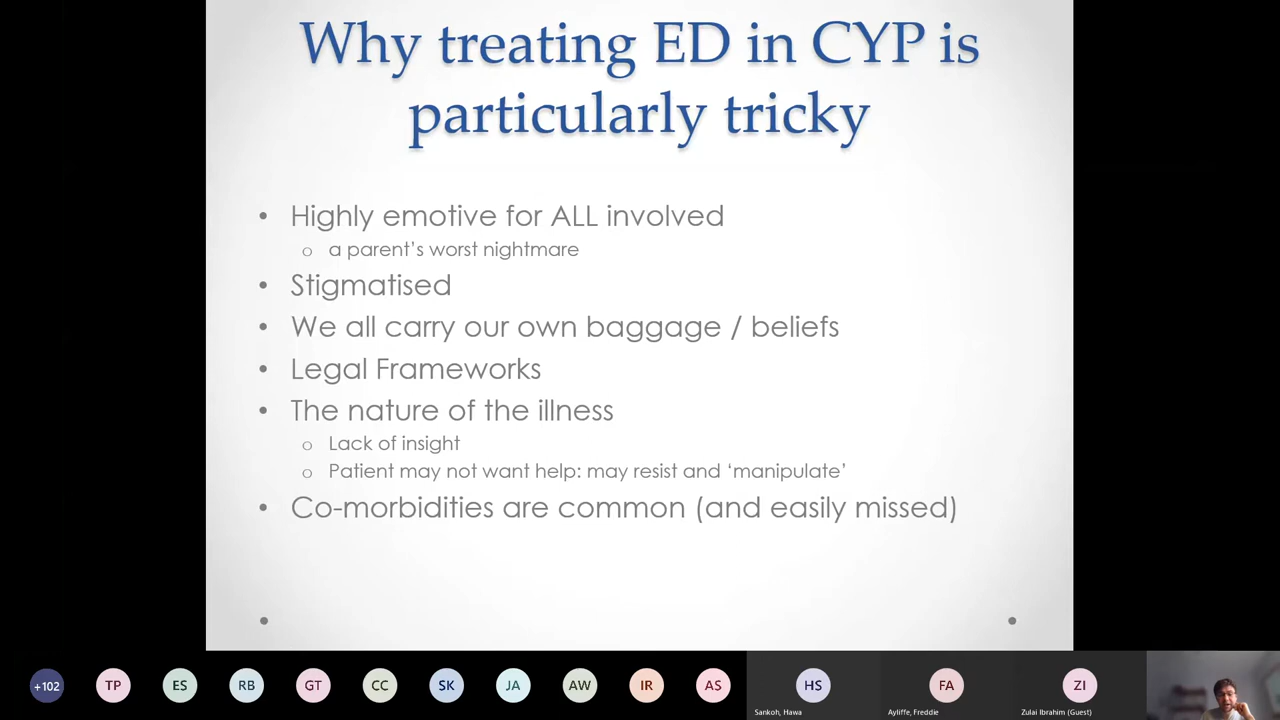 Why treating ED in CYP is
particularly tricky
• Highly emotive for ALL involved
o a parent's worst nightmare
• Stigmatised
• We all carry our own baggage / beliefs
• Legal Frameworks
• The nature of the illness
o Lack of insight
o Patient may not want help: may resist and ‘manipulate’
• Co-morbidities are common (and easily missed)
+102 TP ES RB GT CC SK JA AW IR AS HS FA ZI
Sankoh, Hawa Ayliffe, Freddie Zulai Ibrahim (Guest)